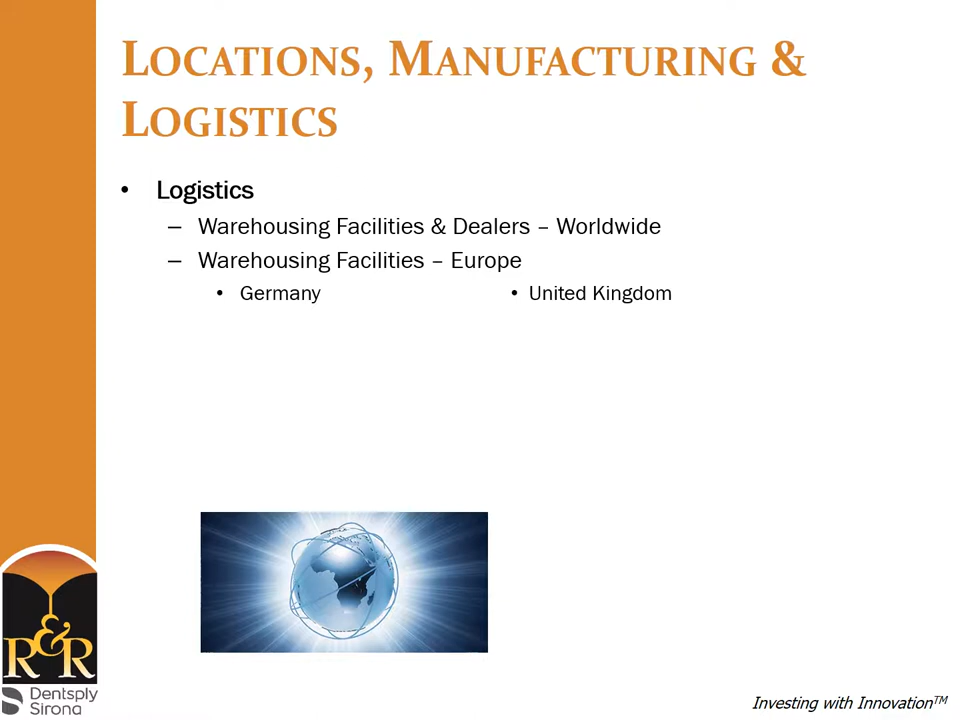 LOCATIONS, MANUFACTURING &
LOGISTICS
• Logistics
– Warehousing Facilities & Dealers – Worldwide
– Warehousing Facilities – Europe
• Germany • United Kingdom
R&R
Dentsply
Sirona
Investing with Innovation™